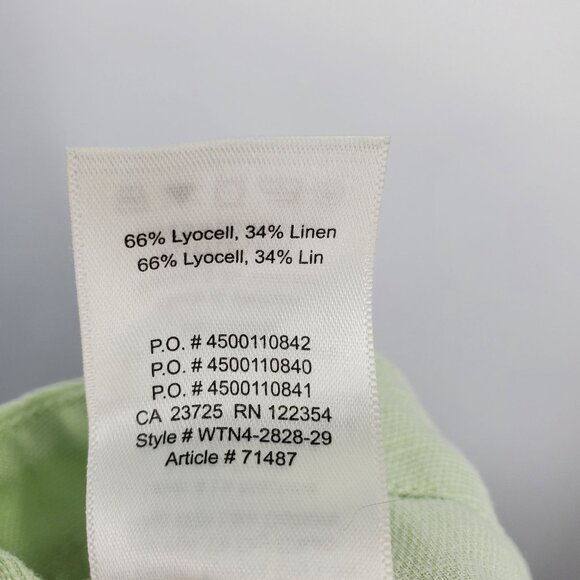 66% Lyocell, 34% Linen
66% Lyocell, 34% Lin
P.O. # 4500110842
P.O. # 4500110840
P.O. # 4500110841
CA 23725 RN 122354
Style # WTN4-2828-29
Article # 71487